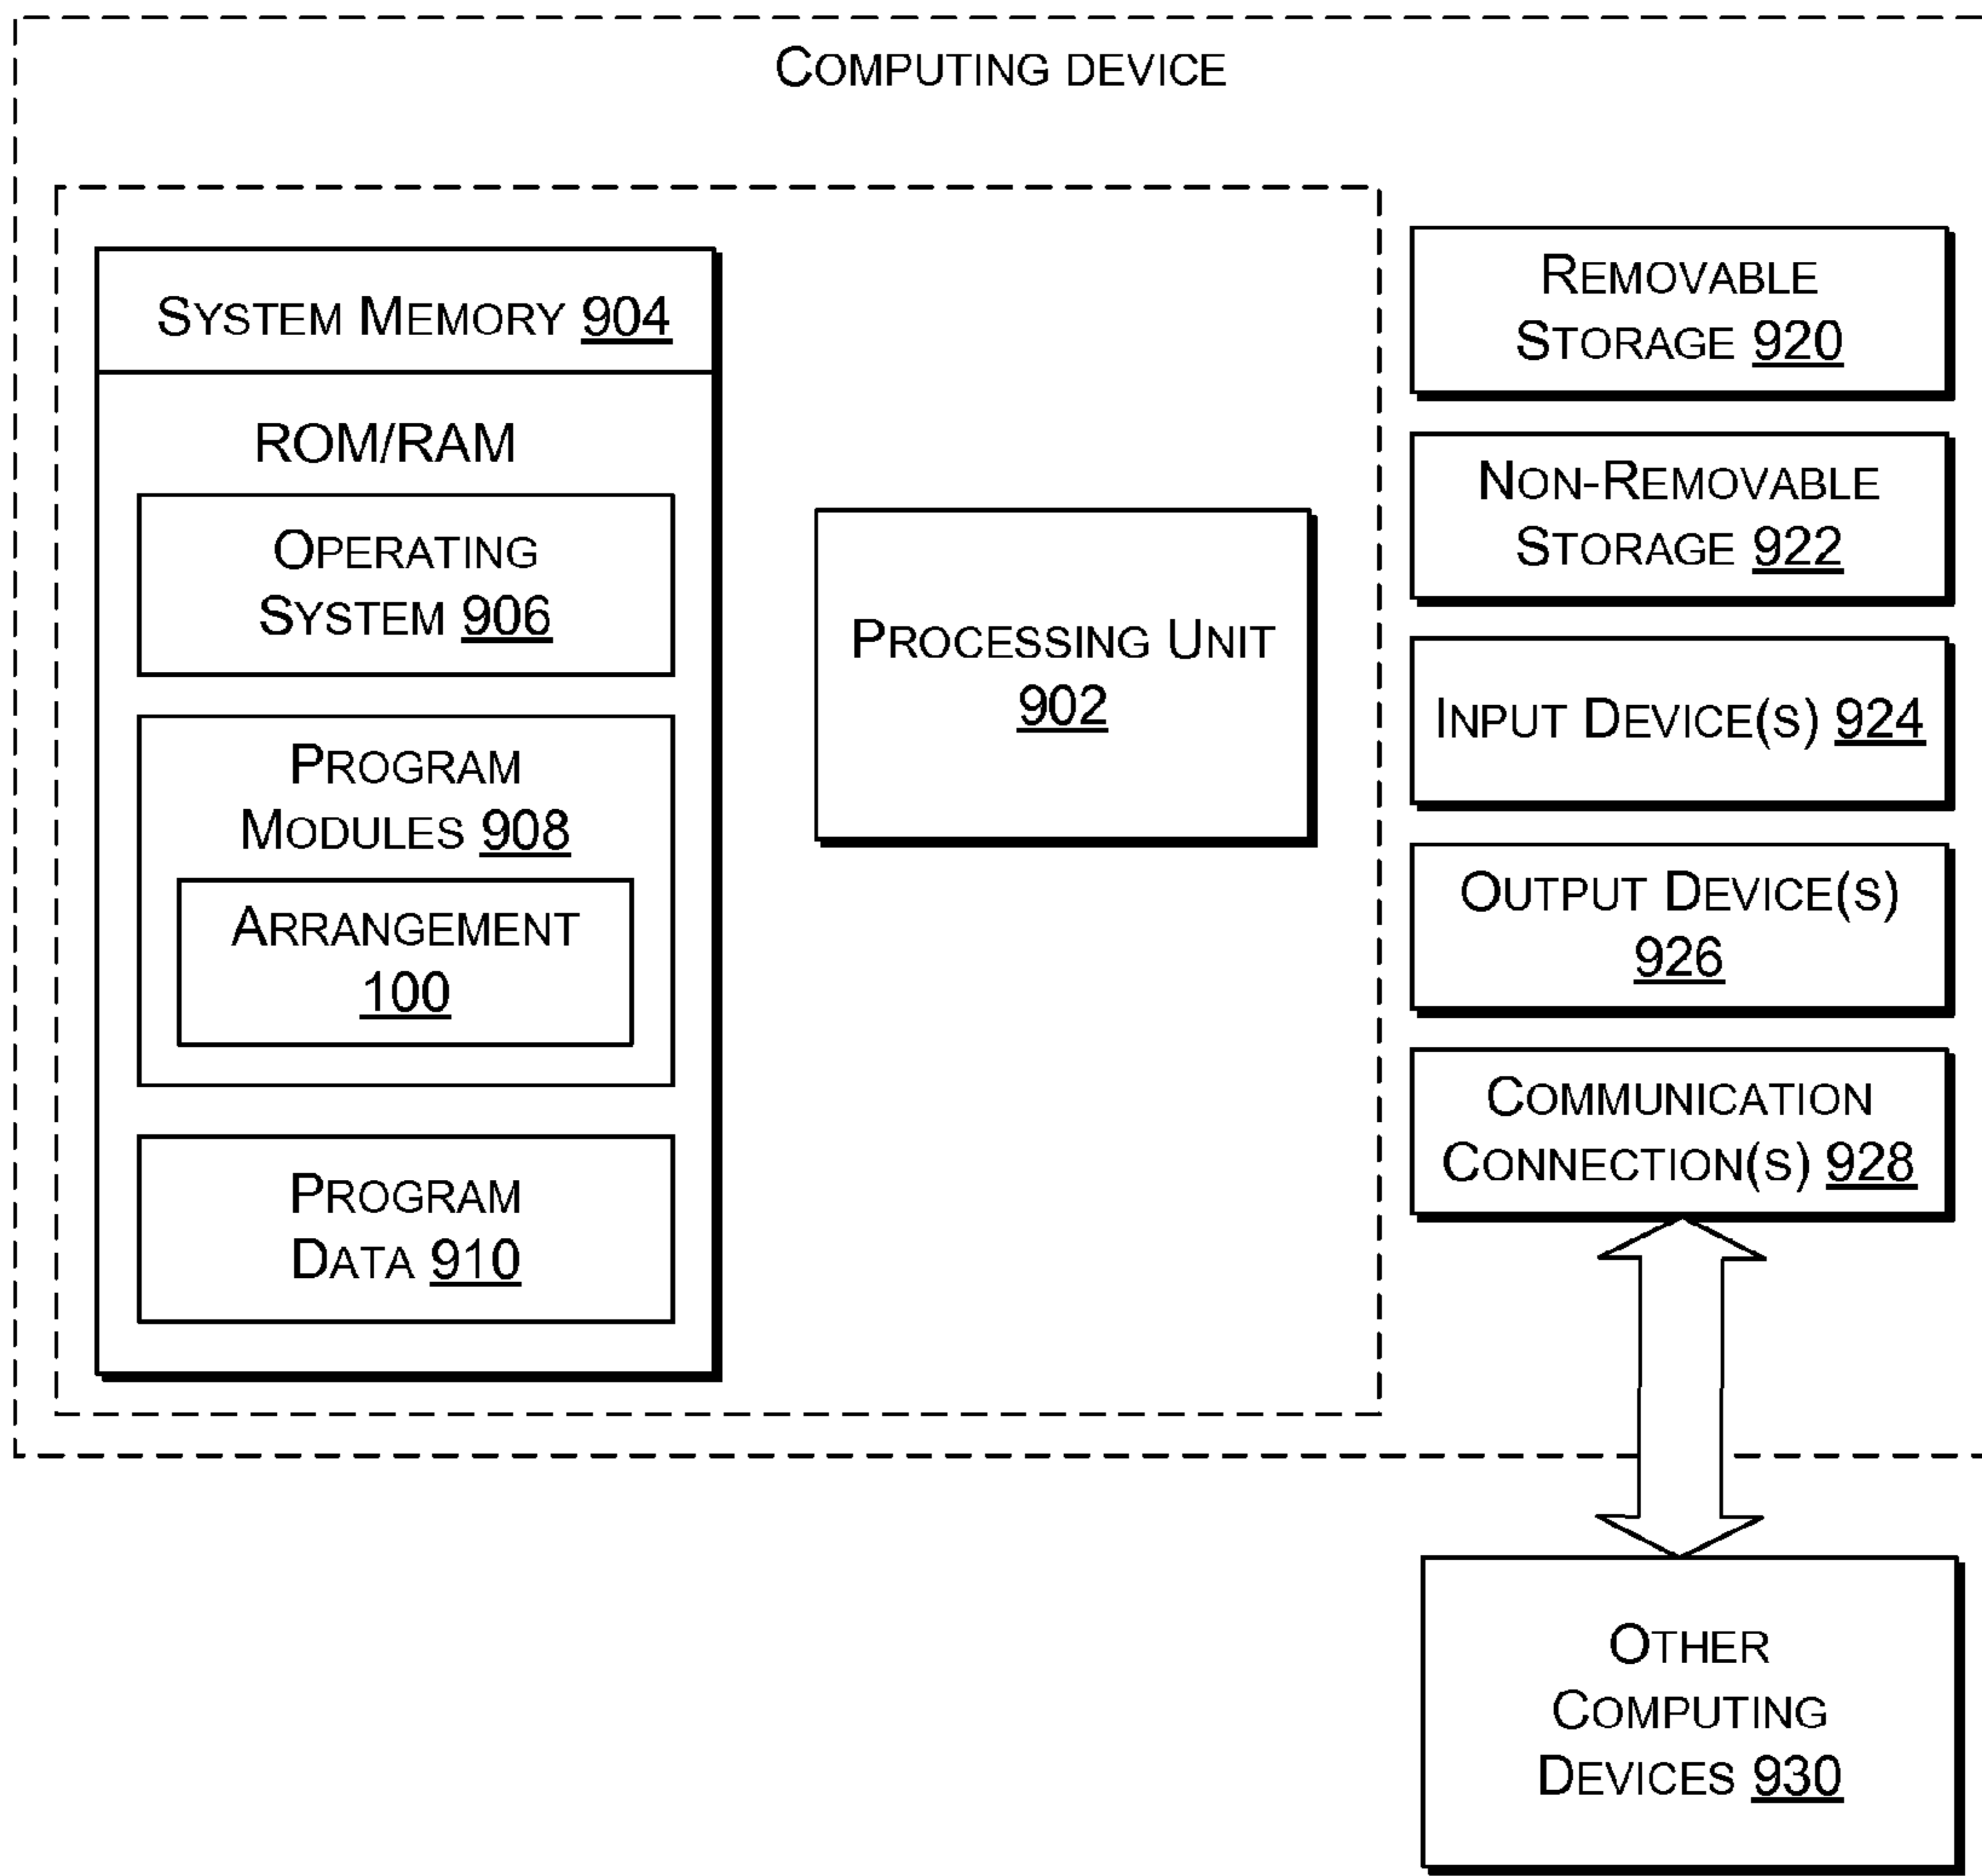 COMPUTING DEVICE
SYSTEM MEMORY 904
ROM/RAM
OPERATING
SYSTEM 906
PROGRAM
MODULES 908
ARRANGEMENT
100
PROGRAM
DATA 910
PROCESSING UNIT
902
REMOVABLE
STORAGE 920
NON-REMOVABLE
STORAGE 922
INPUT DEVICE(S) 924
OUTPUT DEVICE(S)
926
COMMUNICATION
CONNECTION(S) 928
OTHER
COMPUTING
DEVICES 930